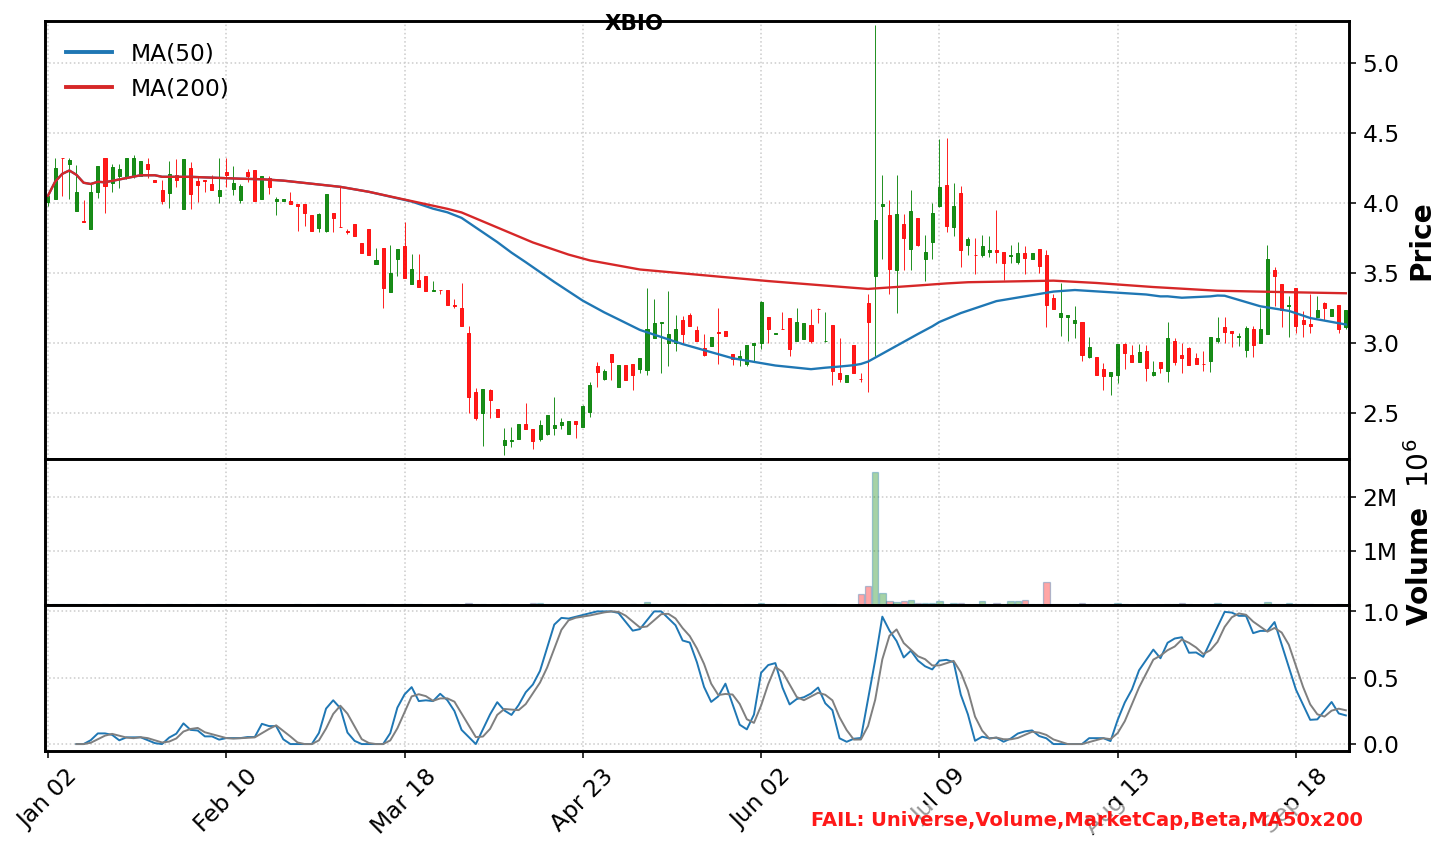 XBIO
MA(50)
MA(200)
5.0
4.5
4.0
3.5
3.0
2.5
Price
2M
1M
Volume 10^6
1.0
0.5
0.0
Jan 02
Feb 10
Mar 18
Apr 23
Jun 02
Jul 09
Aug 13
Sep 18
FAIL: Universe,Volume,MarketCap,Beta,MA50x200